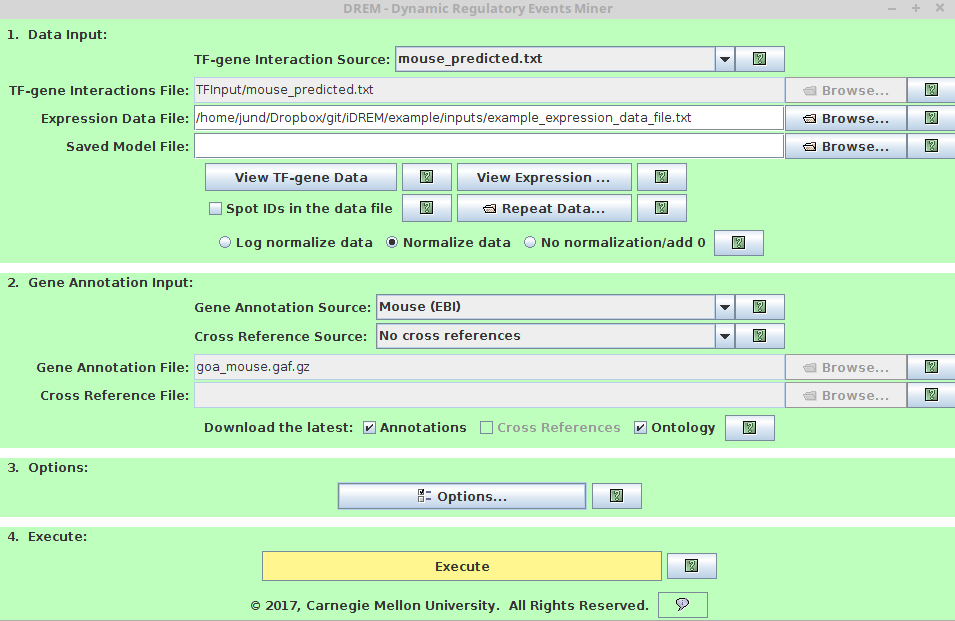 DREM - Dynamic Regulatory Events Miner
1. Data Input:
TF-gene Interaction Source: mouse_predicted.txt
TF-gene Interactions File: TFInput/mouse_predicted.txt Browse...
Expression Data File: /home/jund/Dropbox/git/iDREM/example/inputs/example_expression_data_file.txt Browse...
Saved Model File: Browse...
View TF-gene Data View Expression ...
Spot IDs in the data file Repeat Data...
Log normalize data Normalize data No normalization/add 0
2. Gene Annotation Input:
Gene Annotation Source: Mouse (EBI)
Cross Reference Source: No cross references
Gene Annotation File: goa_mouse.gaf.gz Browse...
Cross Reference File: Browse...
Download the latest: Annotations Cross References Ontology
3. Options:
Options...
4. Execute:
Execute
© 2017, Carnegie Mellon University. All Rights Reserved.